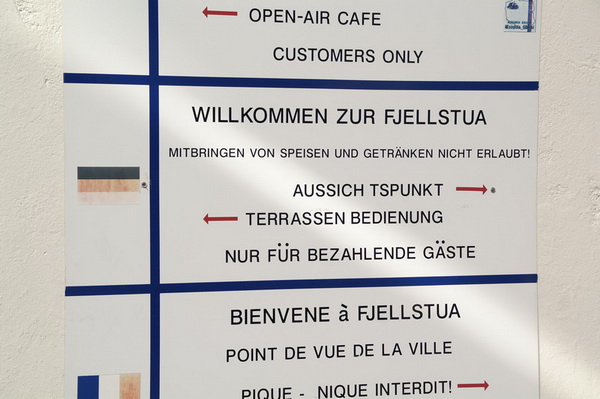 OPEN-AIR CAFE
CUSTOMERS ONLY
WILLKOMMEN ZUR FJELLSTUA
MITBRINGEN VON SPEISEN UND GETRÄNKEN NICHT ERLAUBT!
AUSSICH TSPUNKT
TERRASSEN BEDIENUNG
NUR FÜR BEZAHLENDE GÄSTE
BIENVENE à FJELLSTUA
POINT DE VUE DE LA VILLE
PIQUE - NIQUE INTERDIT!